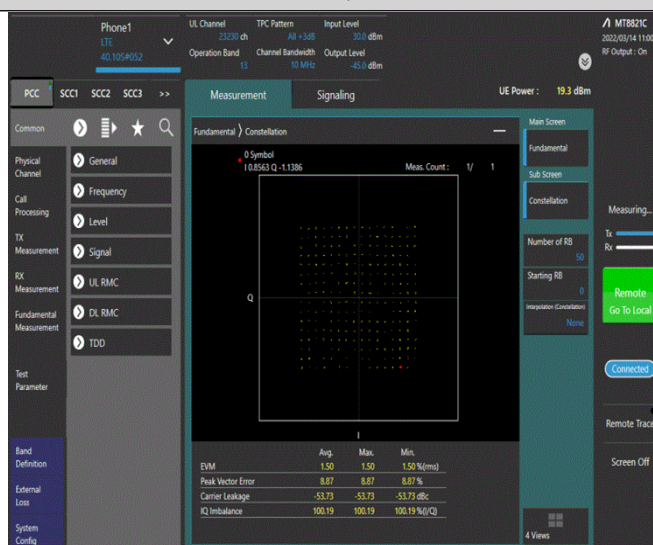 Phone1
LTE
40.10S#052
UL Channel TPC Pattern Input Level
23230 ch All +3dB 30.0 dBm
Operation Band Channel Bandwidth Output Level
13 10 MHz -45.0 dBm
MT8821C
2022/03/14 11:00
RF Output : On
PCC SCC1 SCC2 SCC3 >>
Measurement Signaling
UE Power : 19.3 dBm
Common
Physical
Channel
Call
Processing
TX
Measurement
RX
Measurement
Fundamental
Measurement
Test
Parameter
Band
Definition
External
Loss
System
Config
General
Frequency
Level
Signal
UL RMC
DL RMC
TDD
Fundamental ⟩ Constellation
0 Symbol
I 0.8563 Q -1.1386 Meas. Count : 1/ 1
Q
I
Avg. Max. Min.
EVM 1.50 1.50 1.50 %(rms)
Peak Vector Error 8.87 8.87 8.87 %
Carrier Leakage -53.73 -53.73 -53.73 dBc
IQ Imbalance 100.19 100.19 100.19 %(I/Q)
Main Screen
Fundamental
Sub Screen
Constellation
Number of RB
50
Starting RB
0
Interpolation (Constellation)
None
4 Views
Measuring...
Tx
Rx
Remote
Go To Local
Connected
Remote Trace
Screen Off